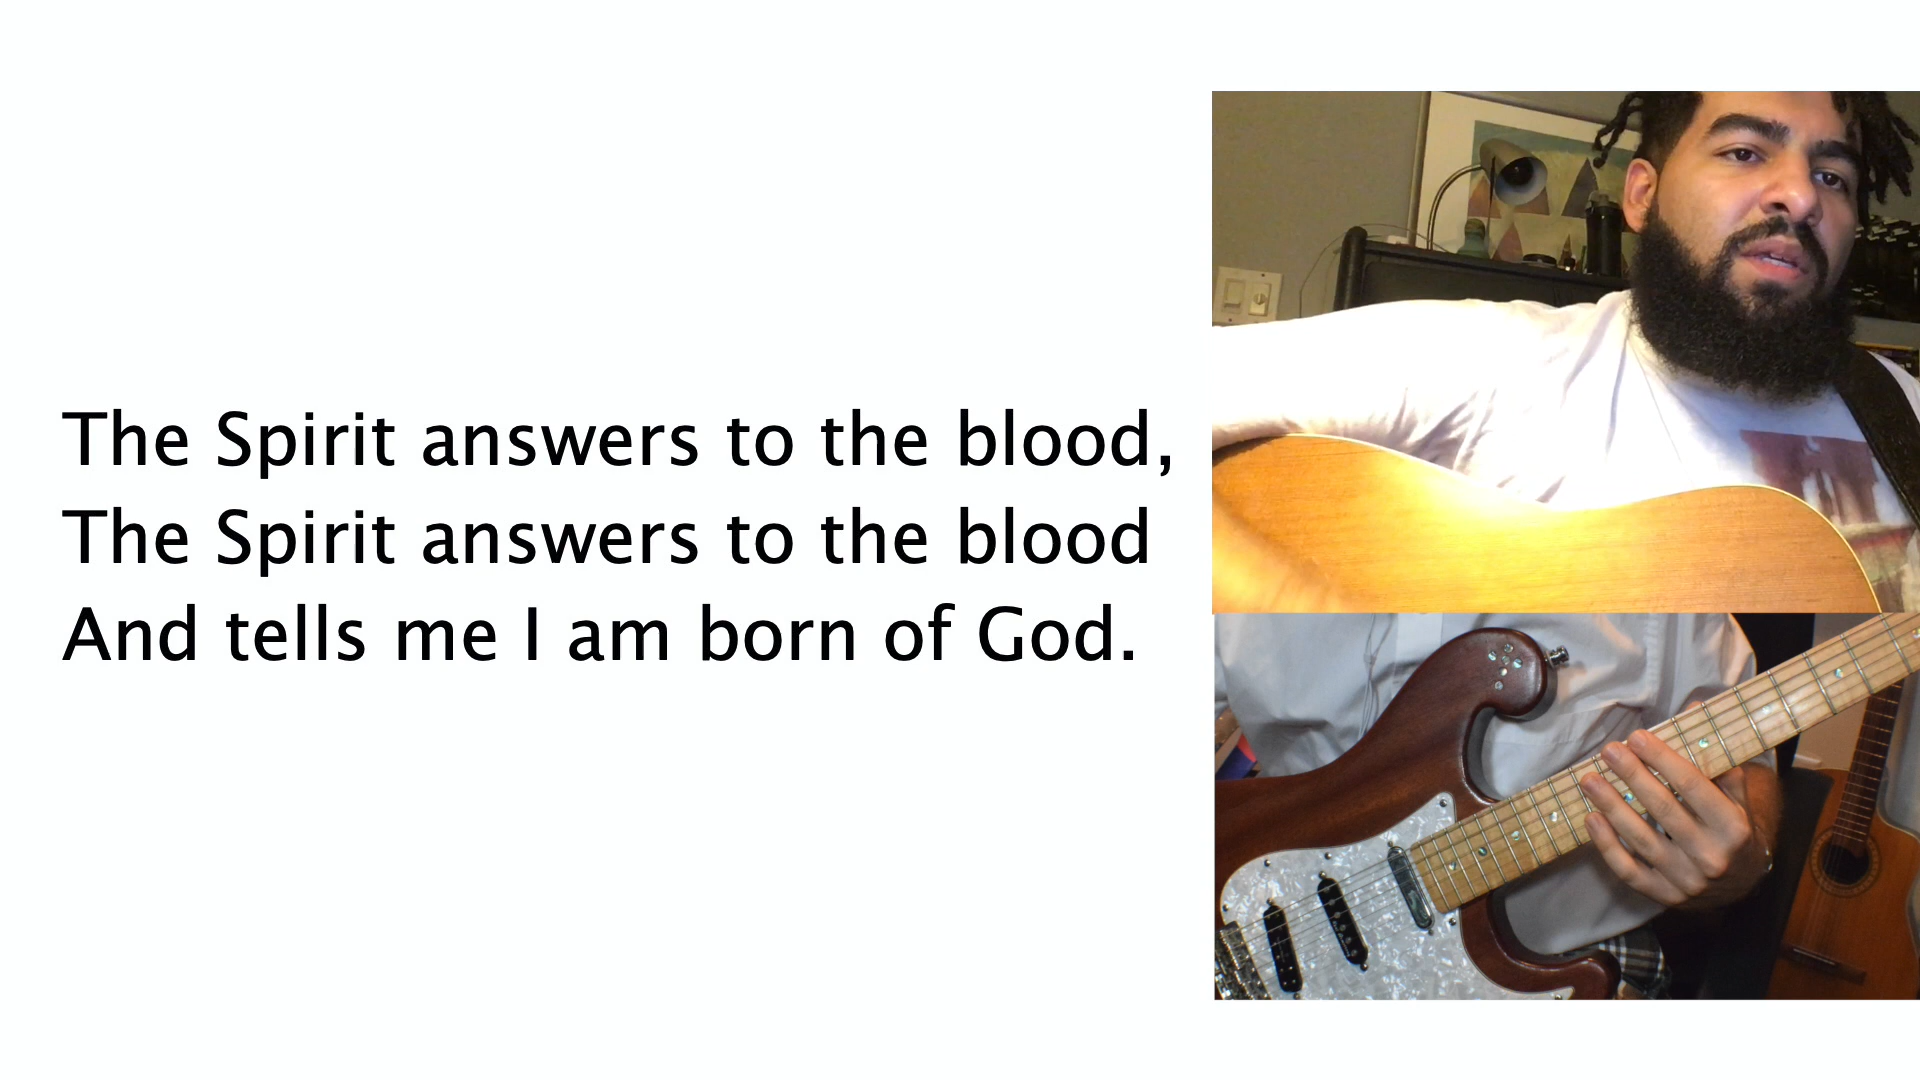 The Spirit answers to the blood,
The Spirit answers to the blood
And tells me I am born of God.